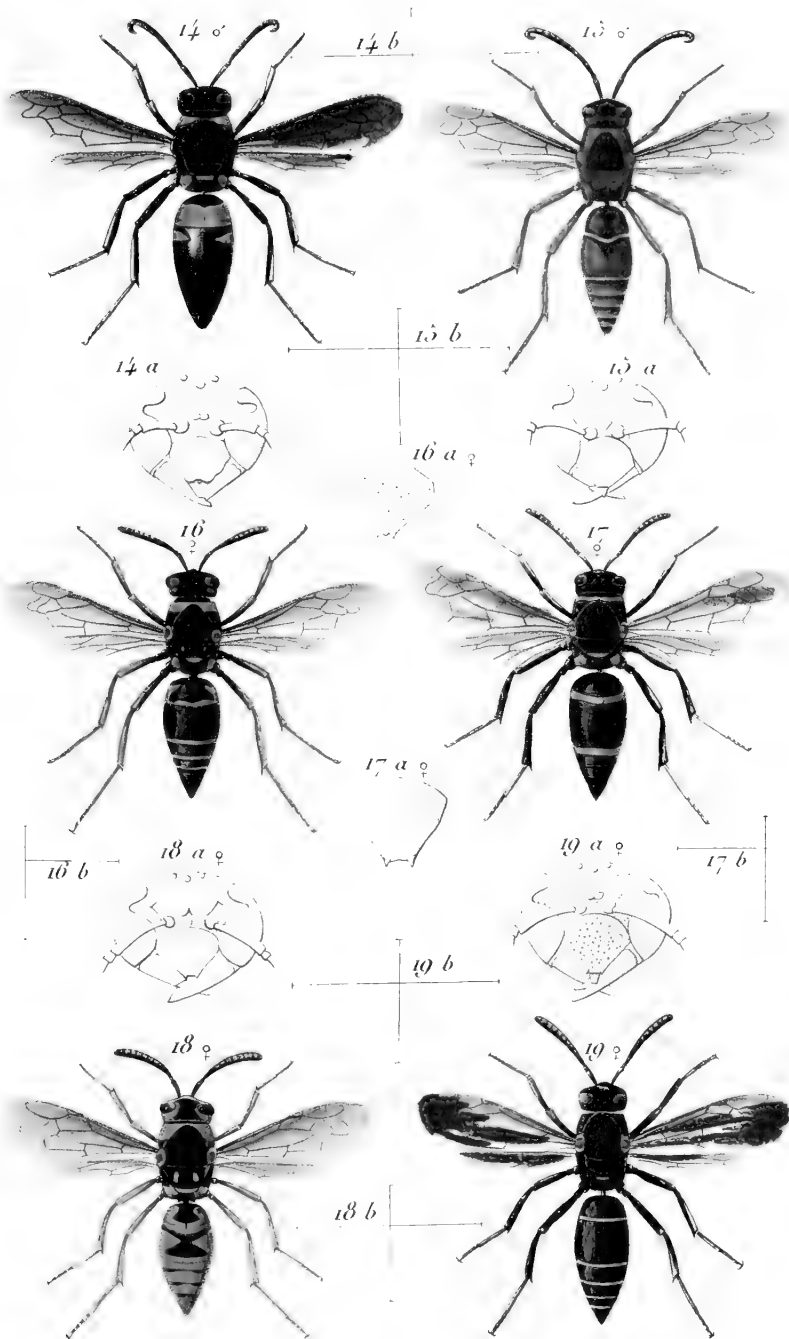 14 ♂
14 b
15 ♂
15 b
14 a
15 a
16 a ♀
16 ♀
17 ♀
17 a ♀
16 b
18 a ♀
19 a ♀
17 b
19 b
18 ♀
19 ♀
18 b